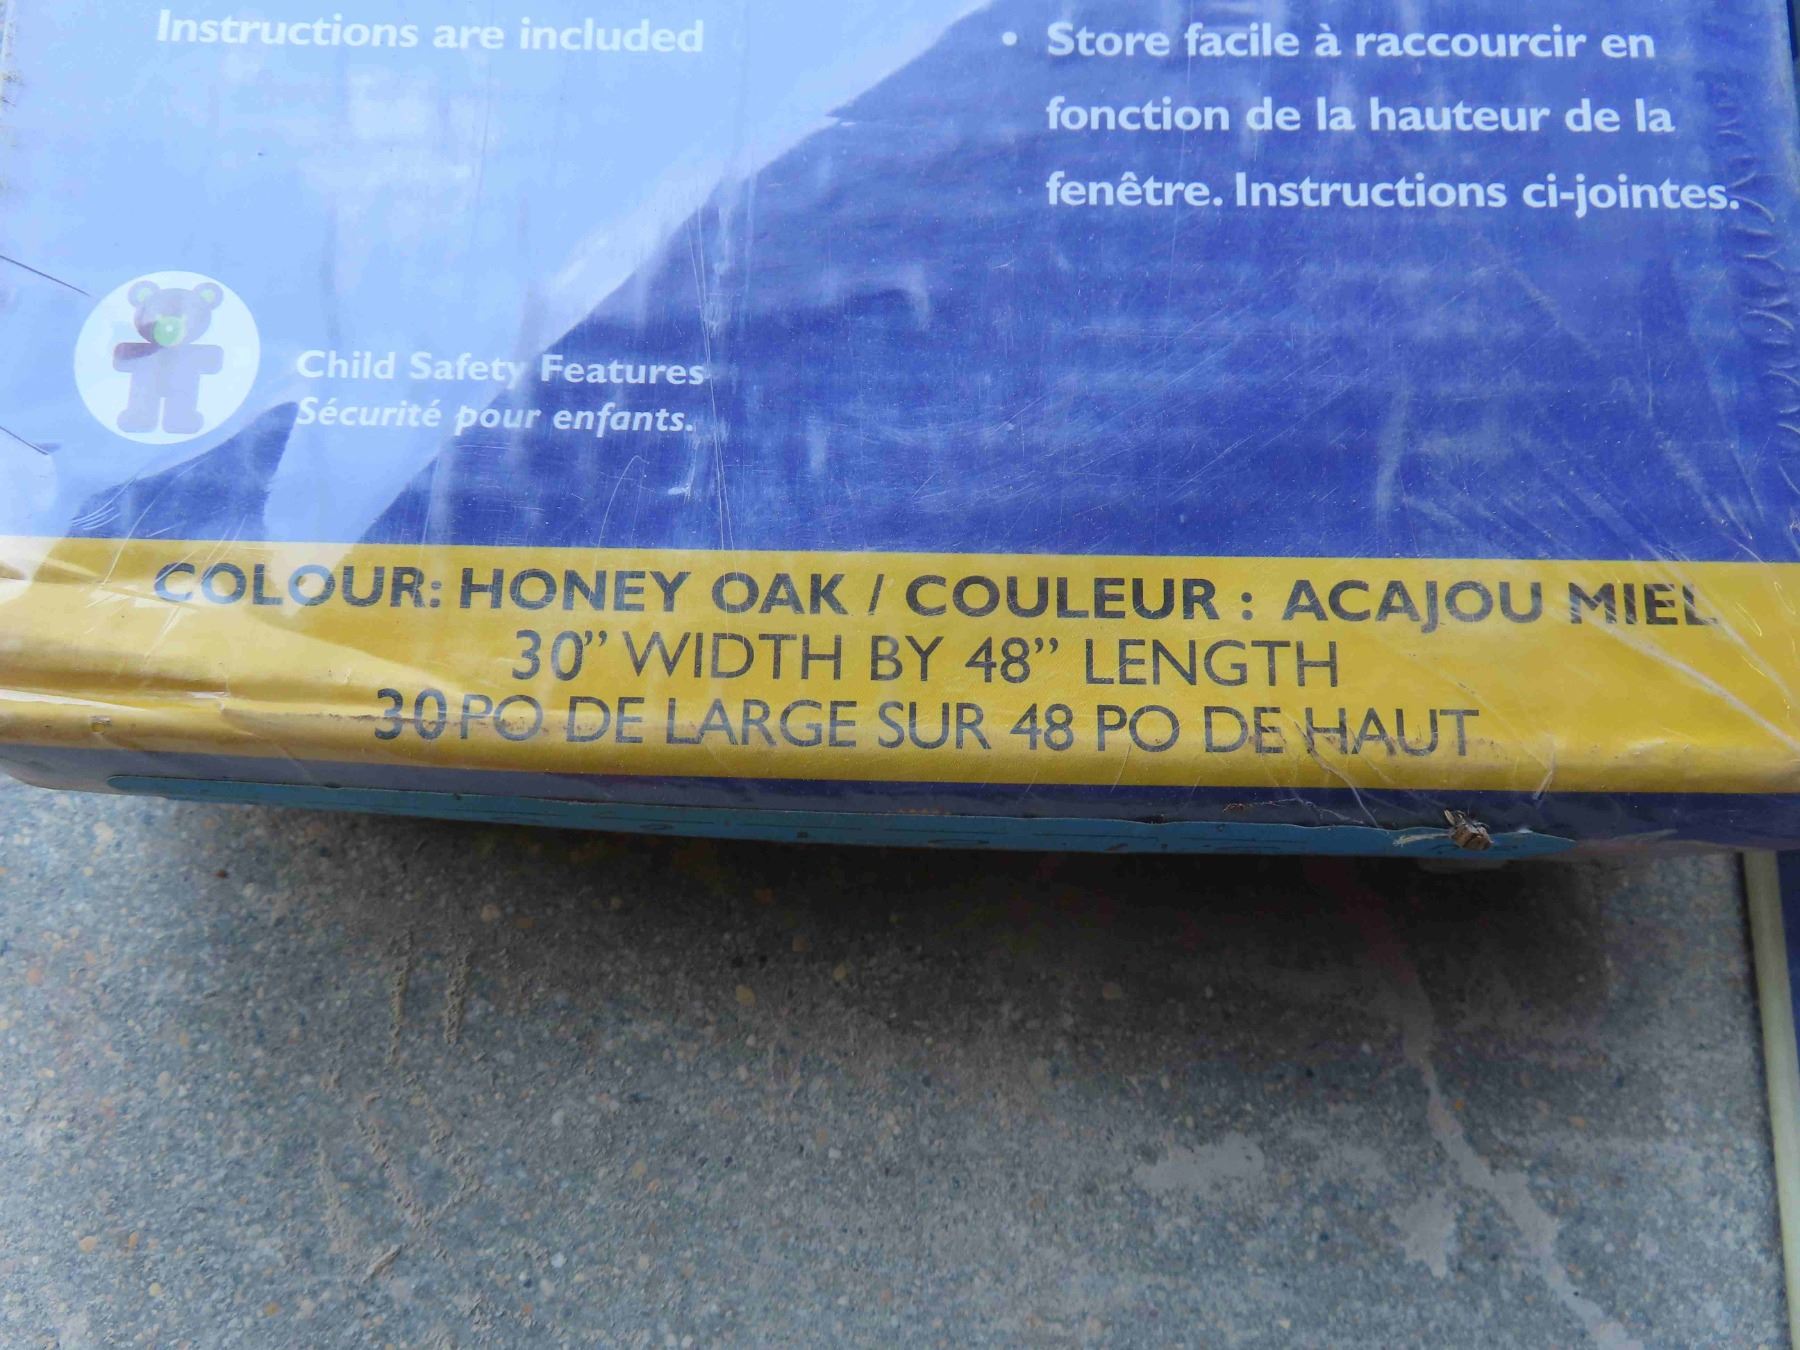 Instructions are included
• Store facile à raccourcir en
fonction de la hauteur de la
fenêtre. Instructions ci-jointes.
Child Safety Features
Sécurité pour enfants.
COLOUR: HONEY OAK / COULEUR : ACAJOU MIEL
30” WIDTH BY 48” LENGTH
30 PO DE LARGE SUR 48 PO DE HAUT